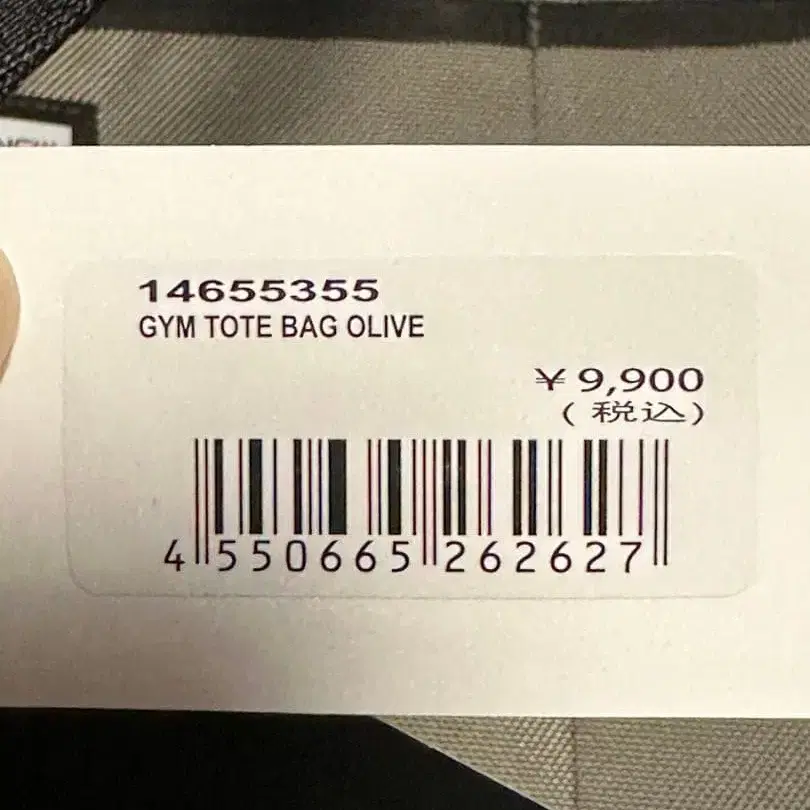 14655355
GYM TOTE BAG OLIVE
¥ 9,900
( 税込)
4 550665 262627